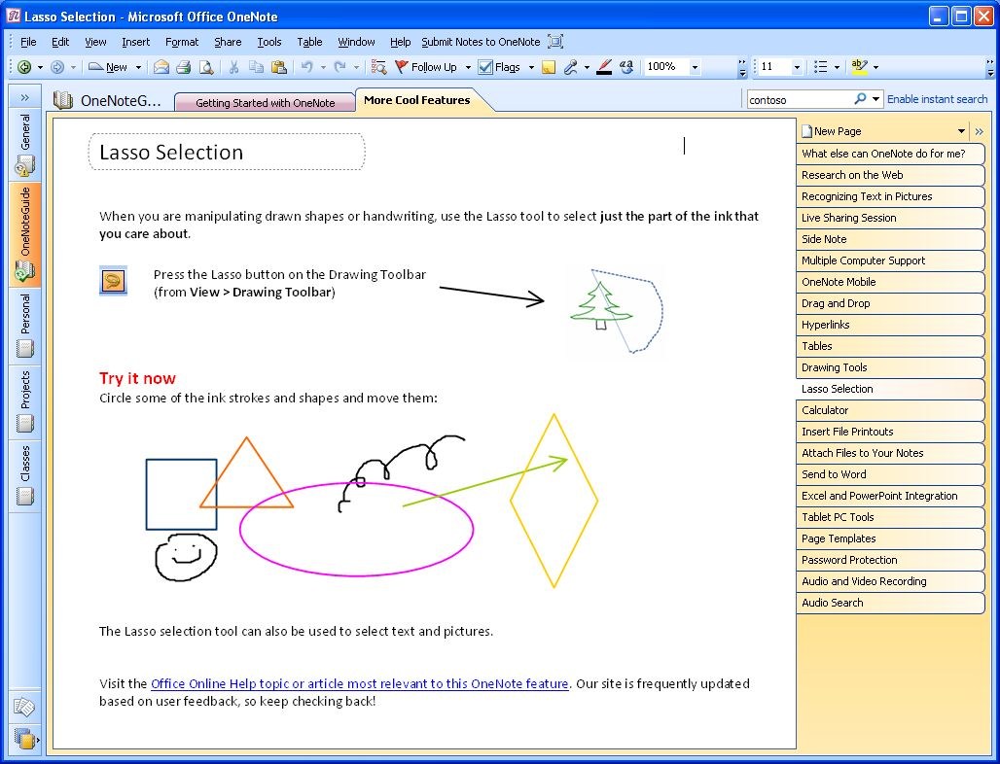 Lasso Selection - Microsoft Office OneNote
File Edit View Insert Format Share Tools Table Window Help Submit Notes to OneNote
New Follow Up Flags 100% 11
OneNoteG... Getting Started with OneNote More Cool Features contoso Enable instant search
General
OneNoteGuide
Personal
Projects
Classes
Lasso Selection
When you are manipulating drawn shapes or handwriting, use the Lasso tool to select just the part of the ink that
you care about.
Press the Lasso button on the Drawing Toolbar
(from View > Drawing Toolbar)
Try it now
Circle some of the ink strokes and shapes and move them:
The Lasso selection tool can also be used to select text and pictures.
Visit the Office Online Help topic or article most relevant to this OneNote feature. Our site is frequently updated
based on user feedback, so keep checking back!
New Page
What else can OneNote do for me?
Research on the Web
Recognizing Text in Pictures
Live Sharing Session
Side Note
Multiple Computer Support
OneNote Mobile
Drag and Drop
Hyperlinks
Tables
Drawing Tools
Lasso Selection
Calculator
Insert File Printouts
Attach Files to Your Notes
Send to Word
Excel and PowerPoint Integration
Tablet PC Tools
Page Templates
Password Protection
Audio and Video Recording
Audio Search